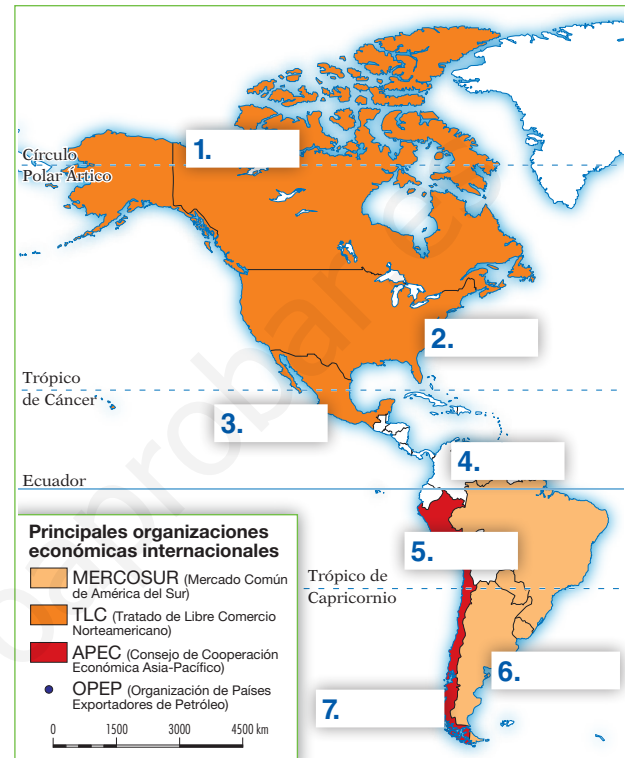 1.
Círculo
Polar Ártico
2.
Trópico
de Cáncer
3.
4.
Ecuador
5.
Principales organizaciones
económicas internacionales
MERCOSUR (Mercado Común
de América del Sur)
TLC (Tratado de Libre Comercio
Norteamericano)
APEC (Consejo de Cooperación
Económica Asia-Pacífico)
OPEP (Organización de Países
Exportadores de Petróleo)
0 1500 3000 4500 km
Trópico de
Capricornio
6.
7.